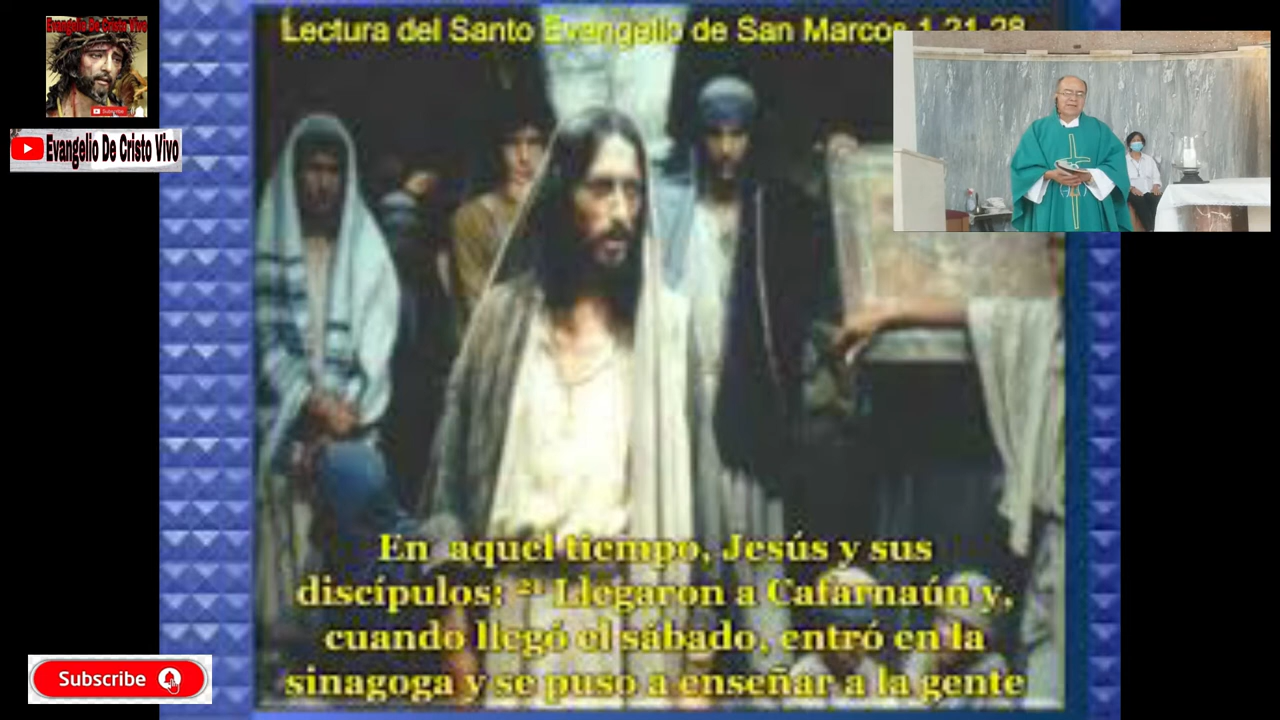 Evangelio De Cristo Vivo
Subscribe
Evangelio De Cristo Vivo
Lectura del Santo Evangelio de San Marcos 1,21-28
En aquel tiempo, Jesús y sus
discípulos: ²¹ Llegaron a Cafarnaún y,
cuando llegó el sábado, entró en la
sinagoga y se puso a enseñar a la gente
Subscribe